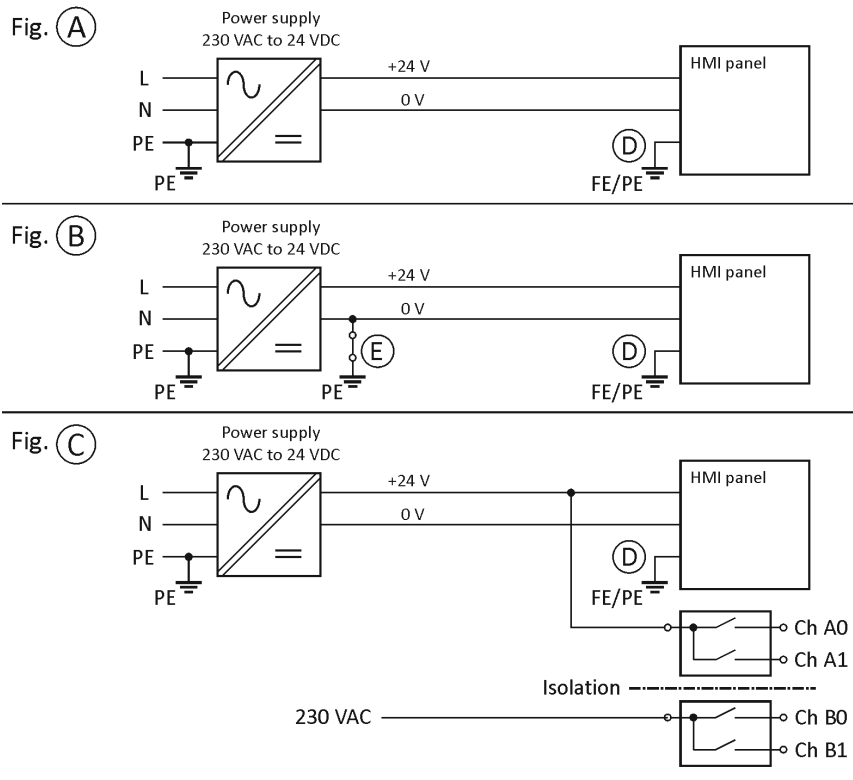 Fig. A
Power supply
230 VAC to 24 VDC
L
N
PE
PE
+24 V
0 V
HMI panel
D
FE/PE
Fig. B
Power supply
230 VAC to 24 VDC
L
N
PE
PE
+24 V
0 V
E
PE
HMI panel
D
FE/PE
Fig. C
Power supply
230 VAC to 24 VDC
L
N
PE
PE
+24 V
0 V
HMI panel
D
FE/PE
Ch A0
Ch A1
Isolation
230 VAC
Ch B0
Ch B1